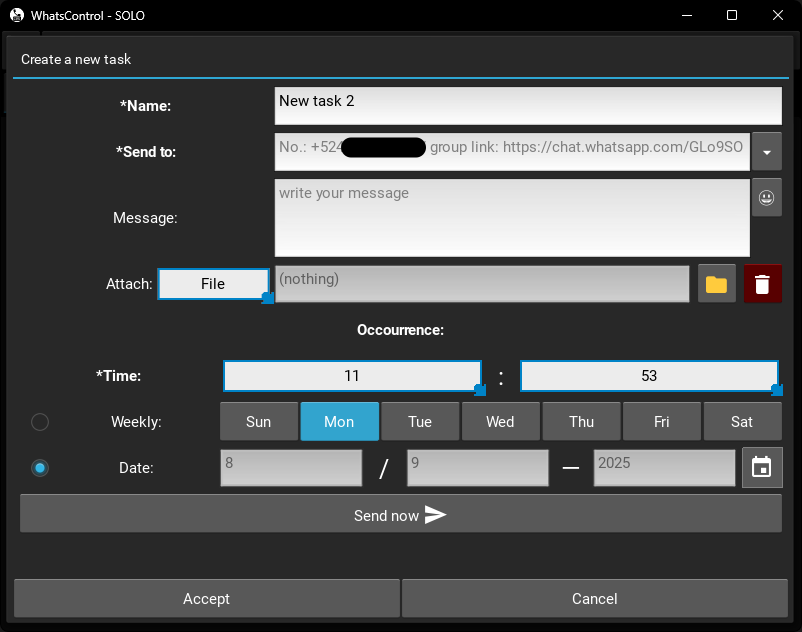 WhatsControl - SOLO
Create a new task
*Name: New task 2
*Send to: No.: +524 group link: https://chat.whatsapp.com/GLo9SO
Message: write your message
Attach: File (nothing)
Occourrence:
*Time: 11 : 53
Weekly: Sun Mon Tue Wed Thu Fri Sat
Date: 8 / 9 — 2025
Send now
Accept Cancel